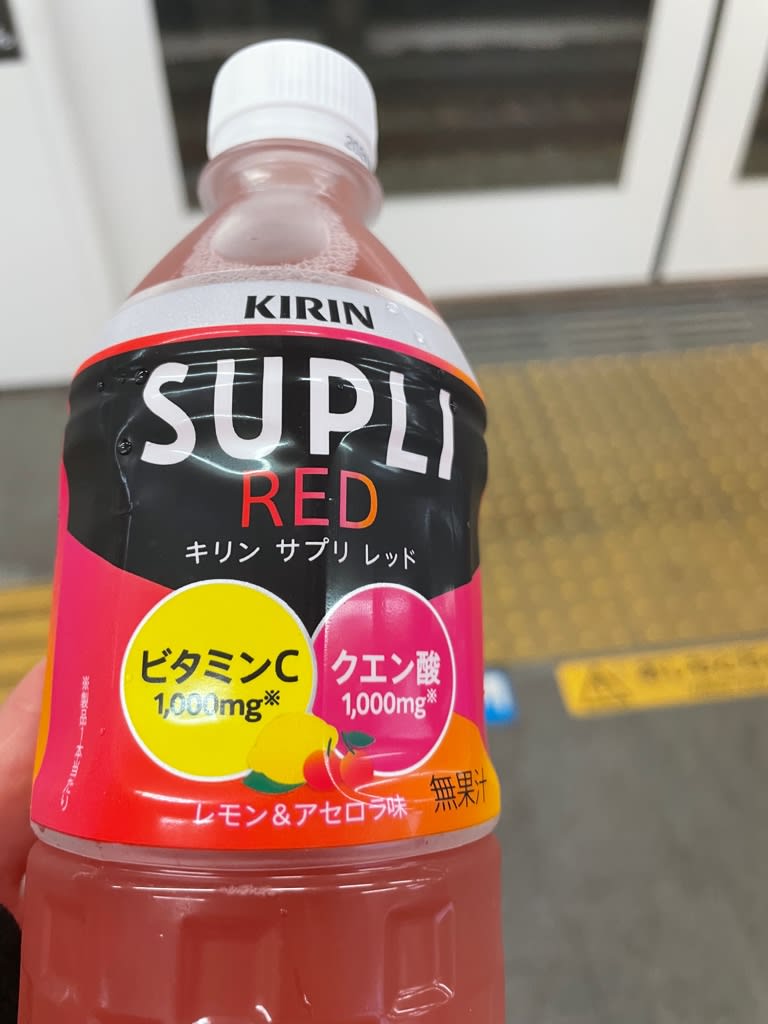 KIRIN
SUPLI
RED
キリン サプリ レッド
ビタミンC
1,000mg※
クエン酸
1,000mg※
レモン&アセロラ味
無果汁